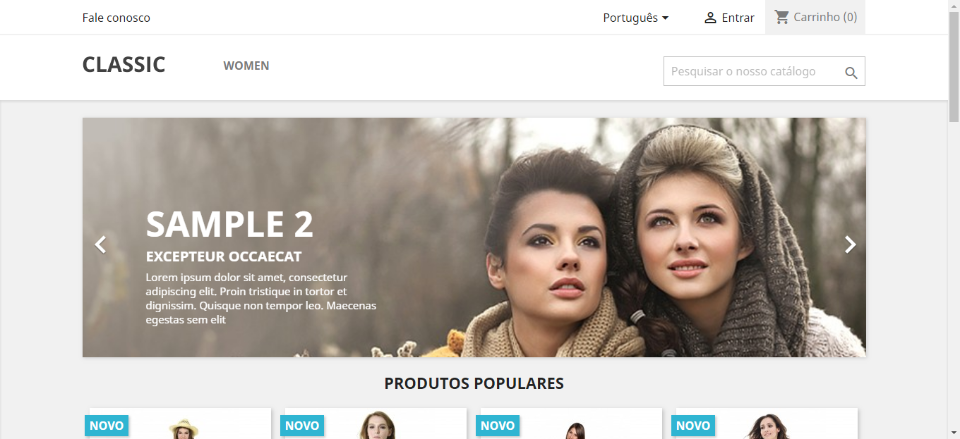 Fale conosco
Português
Entrar
Carrinho (0)
CLASSIC
WOMEN
Pesquisar o nosso catálogo
SAMPLE 2
EXCEPTEUR OCCAECAT
Lorem ipsum dolor sit amet, consectetur
adipiscing elit. Proin tristique in tortor et
dignissim. Quisque non tempor leo. Maecenas
egestas sem elit
PRODUTOS POPULARES
NOVO
NOVO
NOVO
NOVO